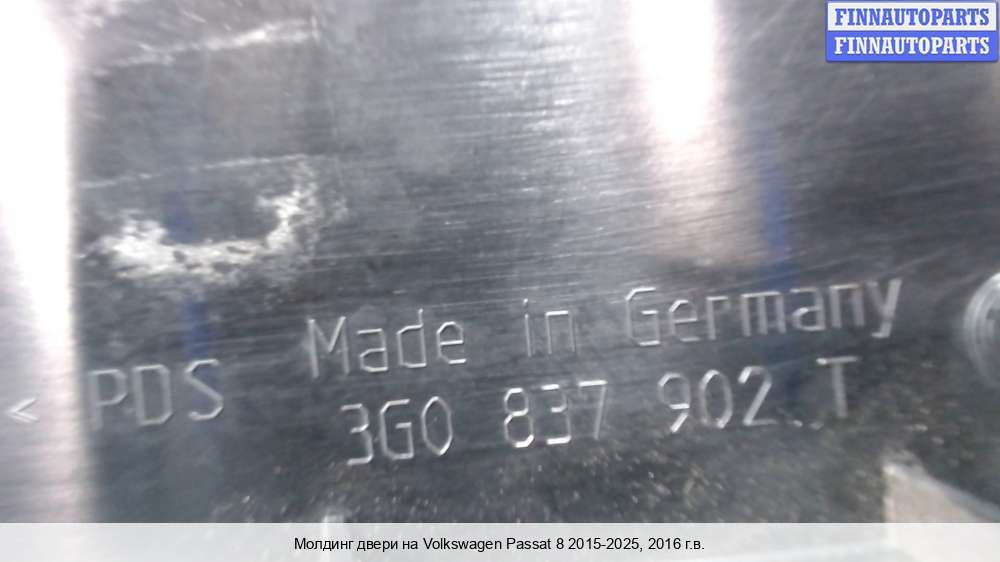 FINNAUTOPARTS
FINNAUTOPARTS
Made in Germany
< PDS
3G0 837 902 T
Молдинг двери на Volkswagen Passat 8 2015-2025, 2016 г.в.